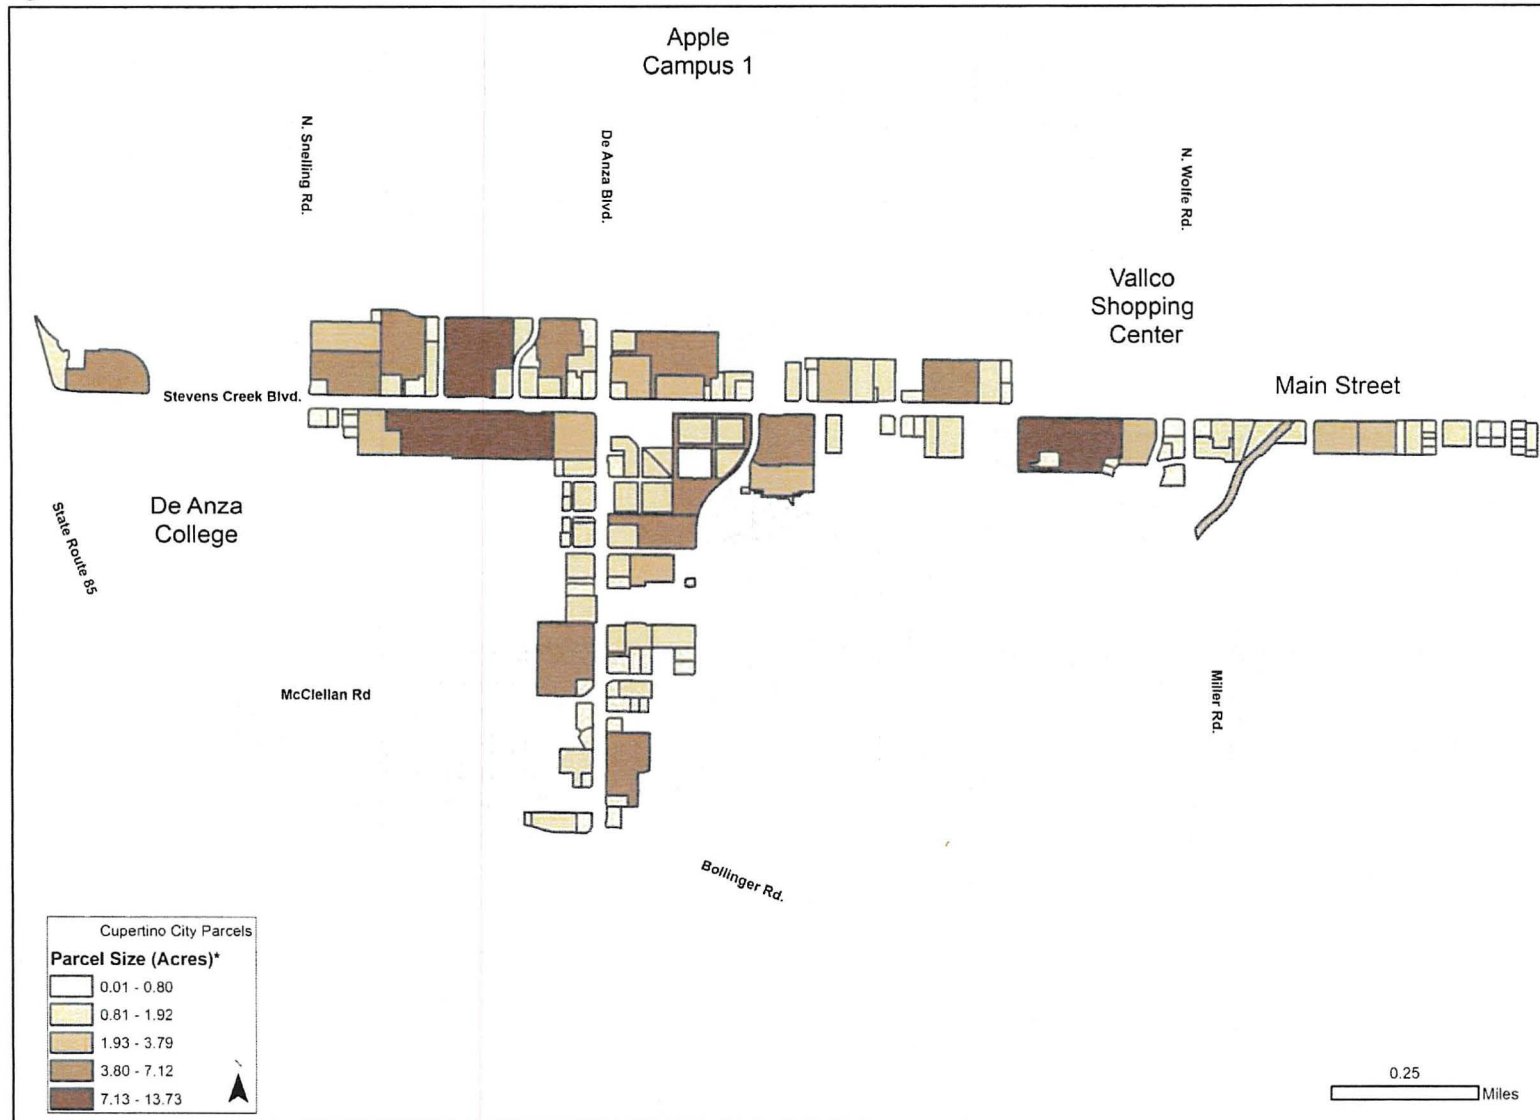 Apple
Campus 1
N. Snelling Rd.
De Anza Blvd.
N. Wolfe Rd.
Vallco
Shopping
Center
Main Street
Stevens Creek Blvd.
De Anza
College
State Route 85
McClellan Rd
Miller Rd.
Bollinger Rd.
Cupertino City Parcels
Parcel Size (Acres)*
0.01 - 0.80
0.81 - 1.92
1.93 - 3.79
3.80 - 7.12
7.13 - 13.73
0.25
Miles